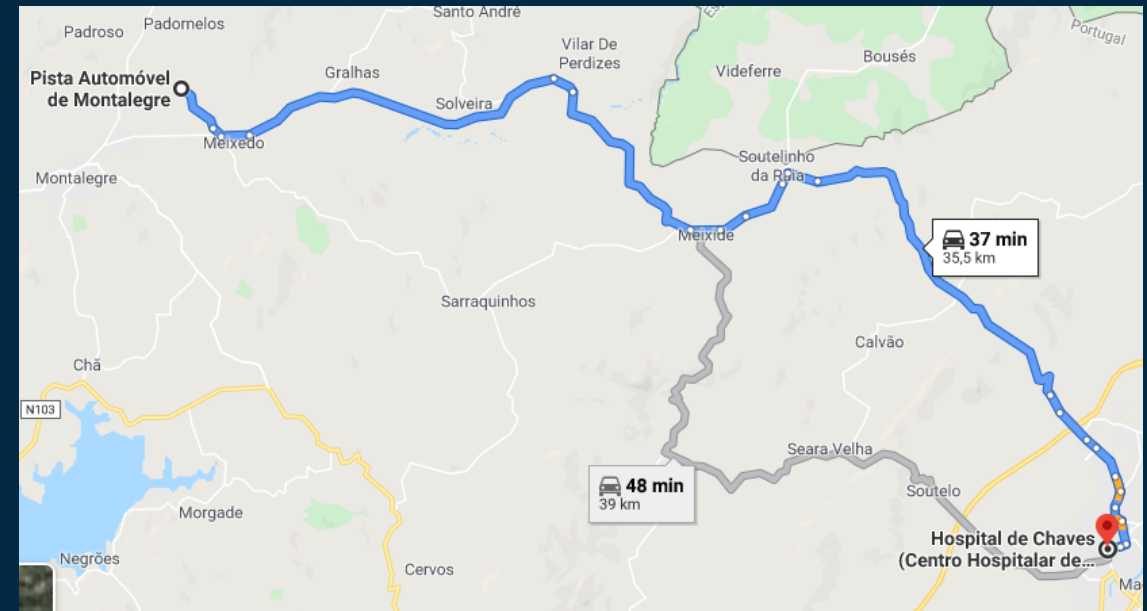 Santo André
Es
Padroso
Padornelos
Portugal
Vilar De
Perdizes
Bousés
Pista Automóvel
de Montalegre
Gralhas
Videferre
Solveira
Meixedo
Soutelinho
da Raia
Montalegre
Meixide
37 min
35,5 km
Sarraquinhos
Calvão
Chã
N103
Seara Velha
48 min
39 km
Soutelo
Morgade
Hospital de Chaves
(Centro Hospitalar de...
Negrões
Cervos
Ma